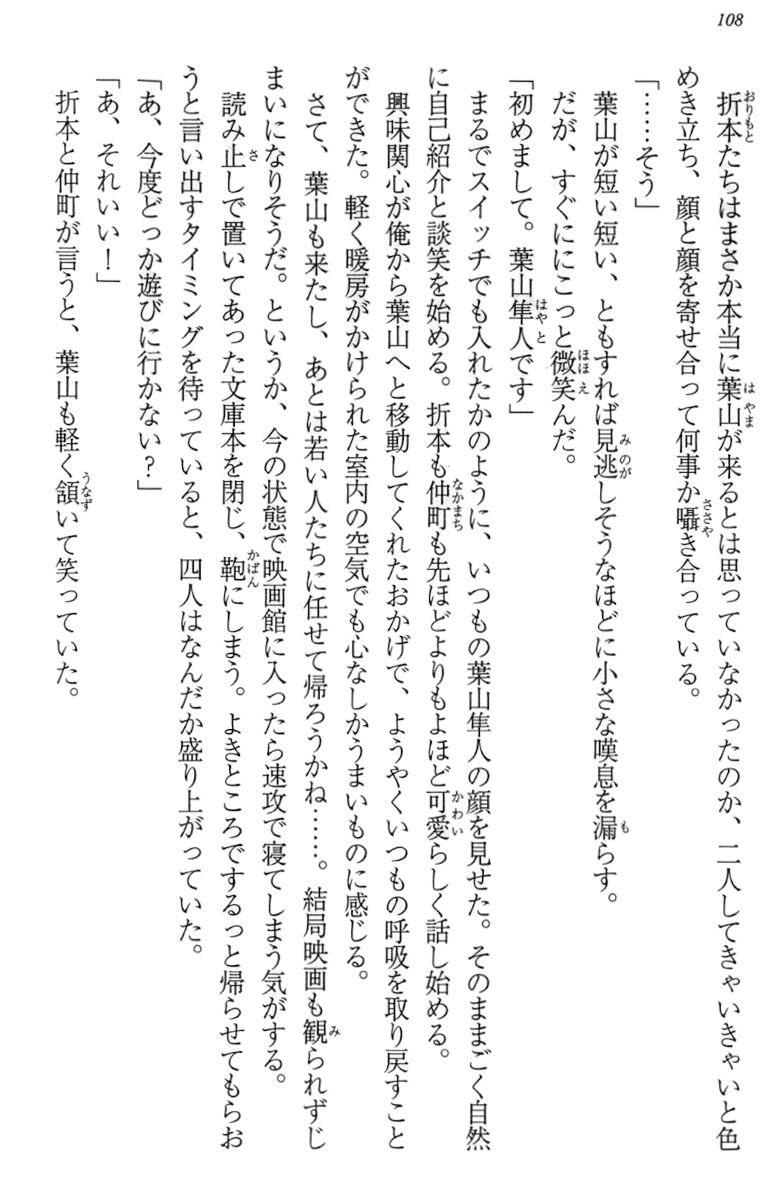 108
折本たちはまさか本当に葉山が来るとは思っていなかったのか、二人してきゃいきゃいと色
めき立ち、顔と顔を寄せ合って何事か囁き合っている。
「……そう」
葉山が短い短い、ともすれば見逃しそうなほどに小さな嘆息を漏らす。
だが、すぐににこっと微笑んだ。
「初めまして。葉山隼人です」
まるでスイッチでも入れたかのように、いつもの葉山隼人の顔を見せた。そのままごく自然
に自己紹介と談笑を始める。折本も仲町も先ほどよりもよほど可愛らしく話し始める。
興味関心が俺から葉山へと移動してくれたおかげで、ようやくいつもの呼吸を取り戻すこと
ができた。軽く暖房がかけられた室内の空気でも心なしかうまいものに感じる。
さて、葉山も来たし、あとは若い人たちに任せて帰ろうかね……。結局映画も観られずじ
まいになりそうだ。というか、今の状態で映画館に入ったら速攻で寝てしまう気がする。
読み止しで置いてあった文庫本を閉じ、鞄にしまう。よきところでするっと帰らせてもらお
うと言い出すタイミングを待っていると、四人はなんだか盛り上がっていた。
「あ、今度どっか遊びに行かない？」
「あ、それいい！」
折本と仲町が言うと、葉山も軽く頷いて笑っていた。